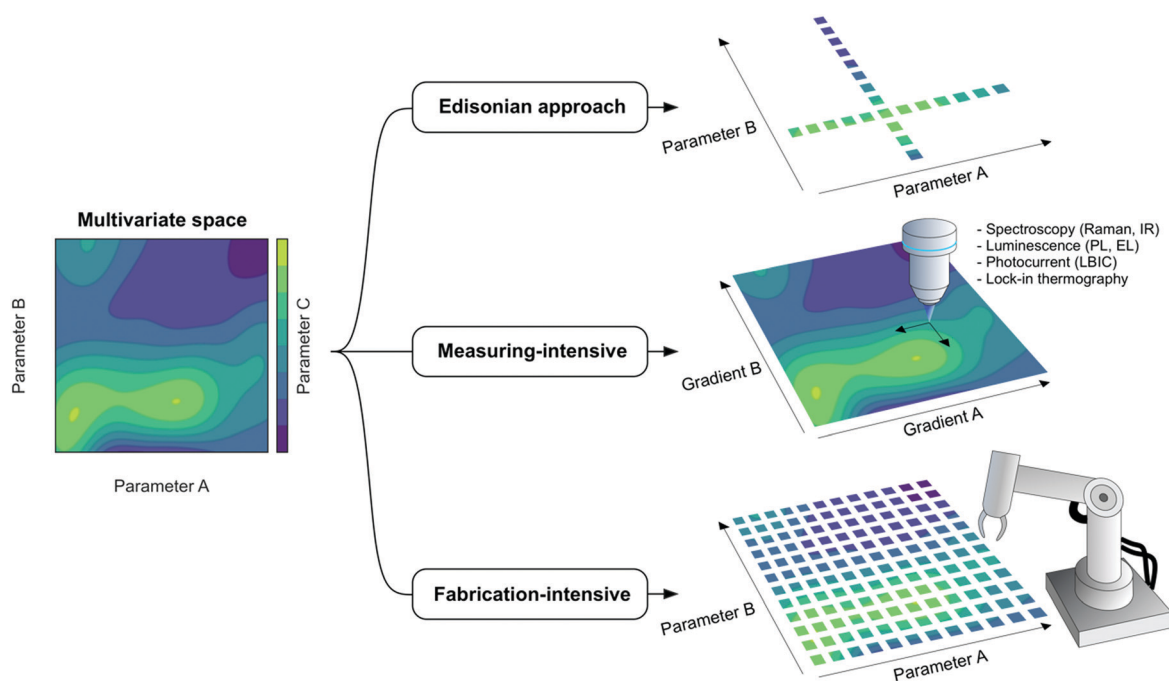 Multivariate space
Parameter B
Parameter C
Parameter A
Edisonian approach
Parameter B
Parameter A
Measuring-intensive
- Spectroscopy (Raman, IR)
- Luminescence (PL, EL)
- Photocurrent (LBIC)
- Lock-in thermography
Gradient B
Gradient A
Fabrication-intensive
Parameter B
Parameter A